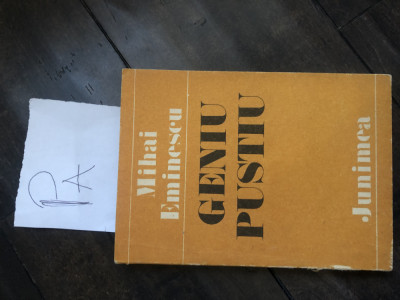 PA
Mihai
Eminescu
GENIU
PUSTIU
Junimea